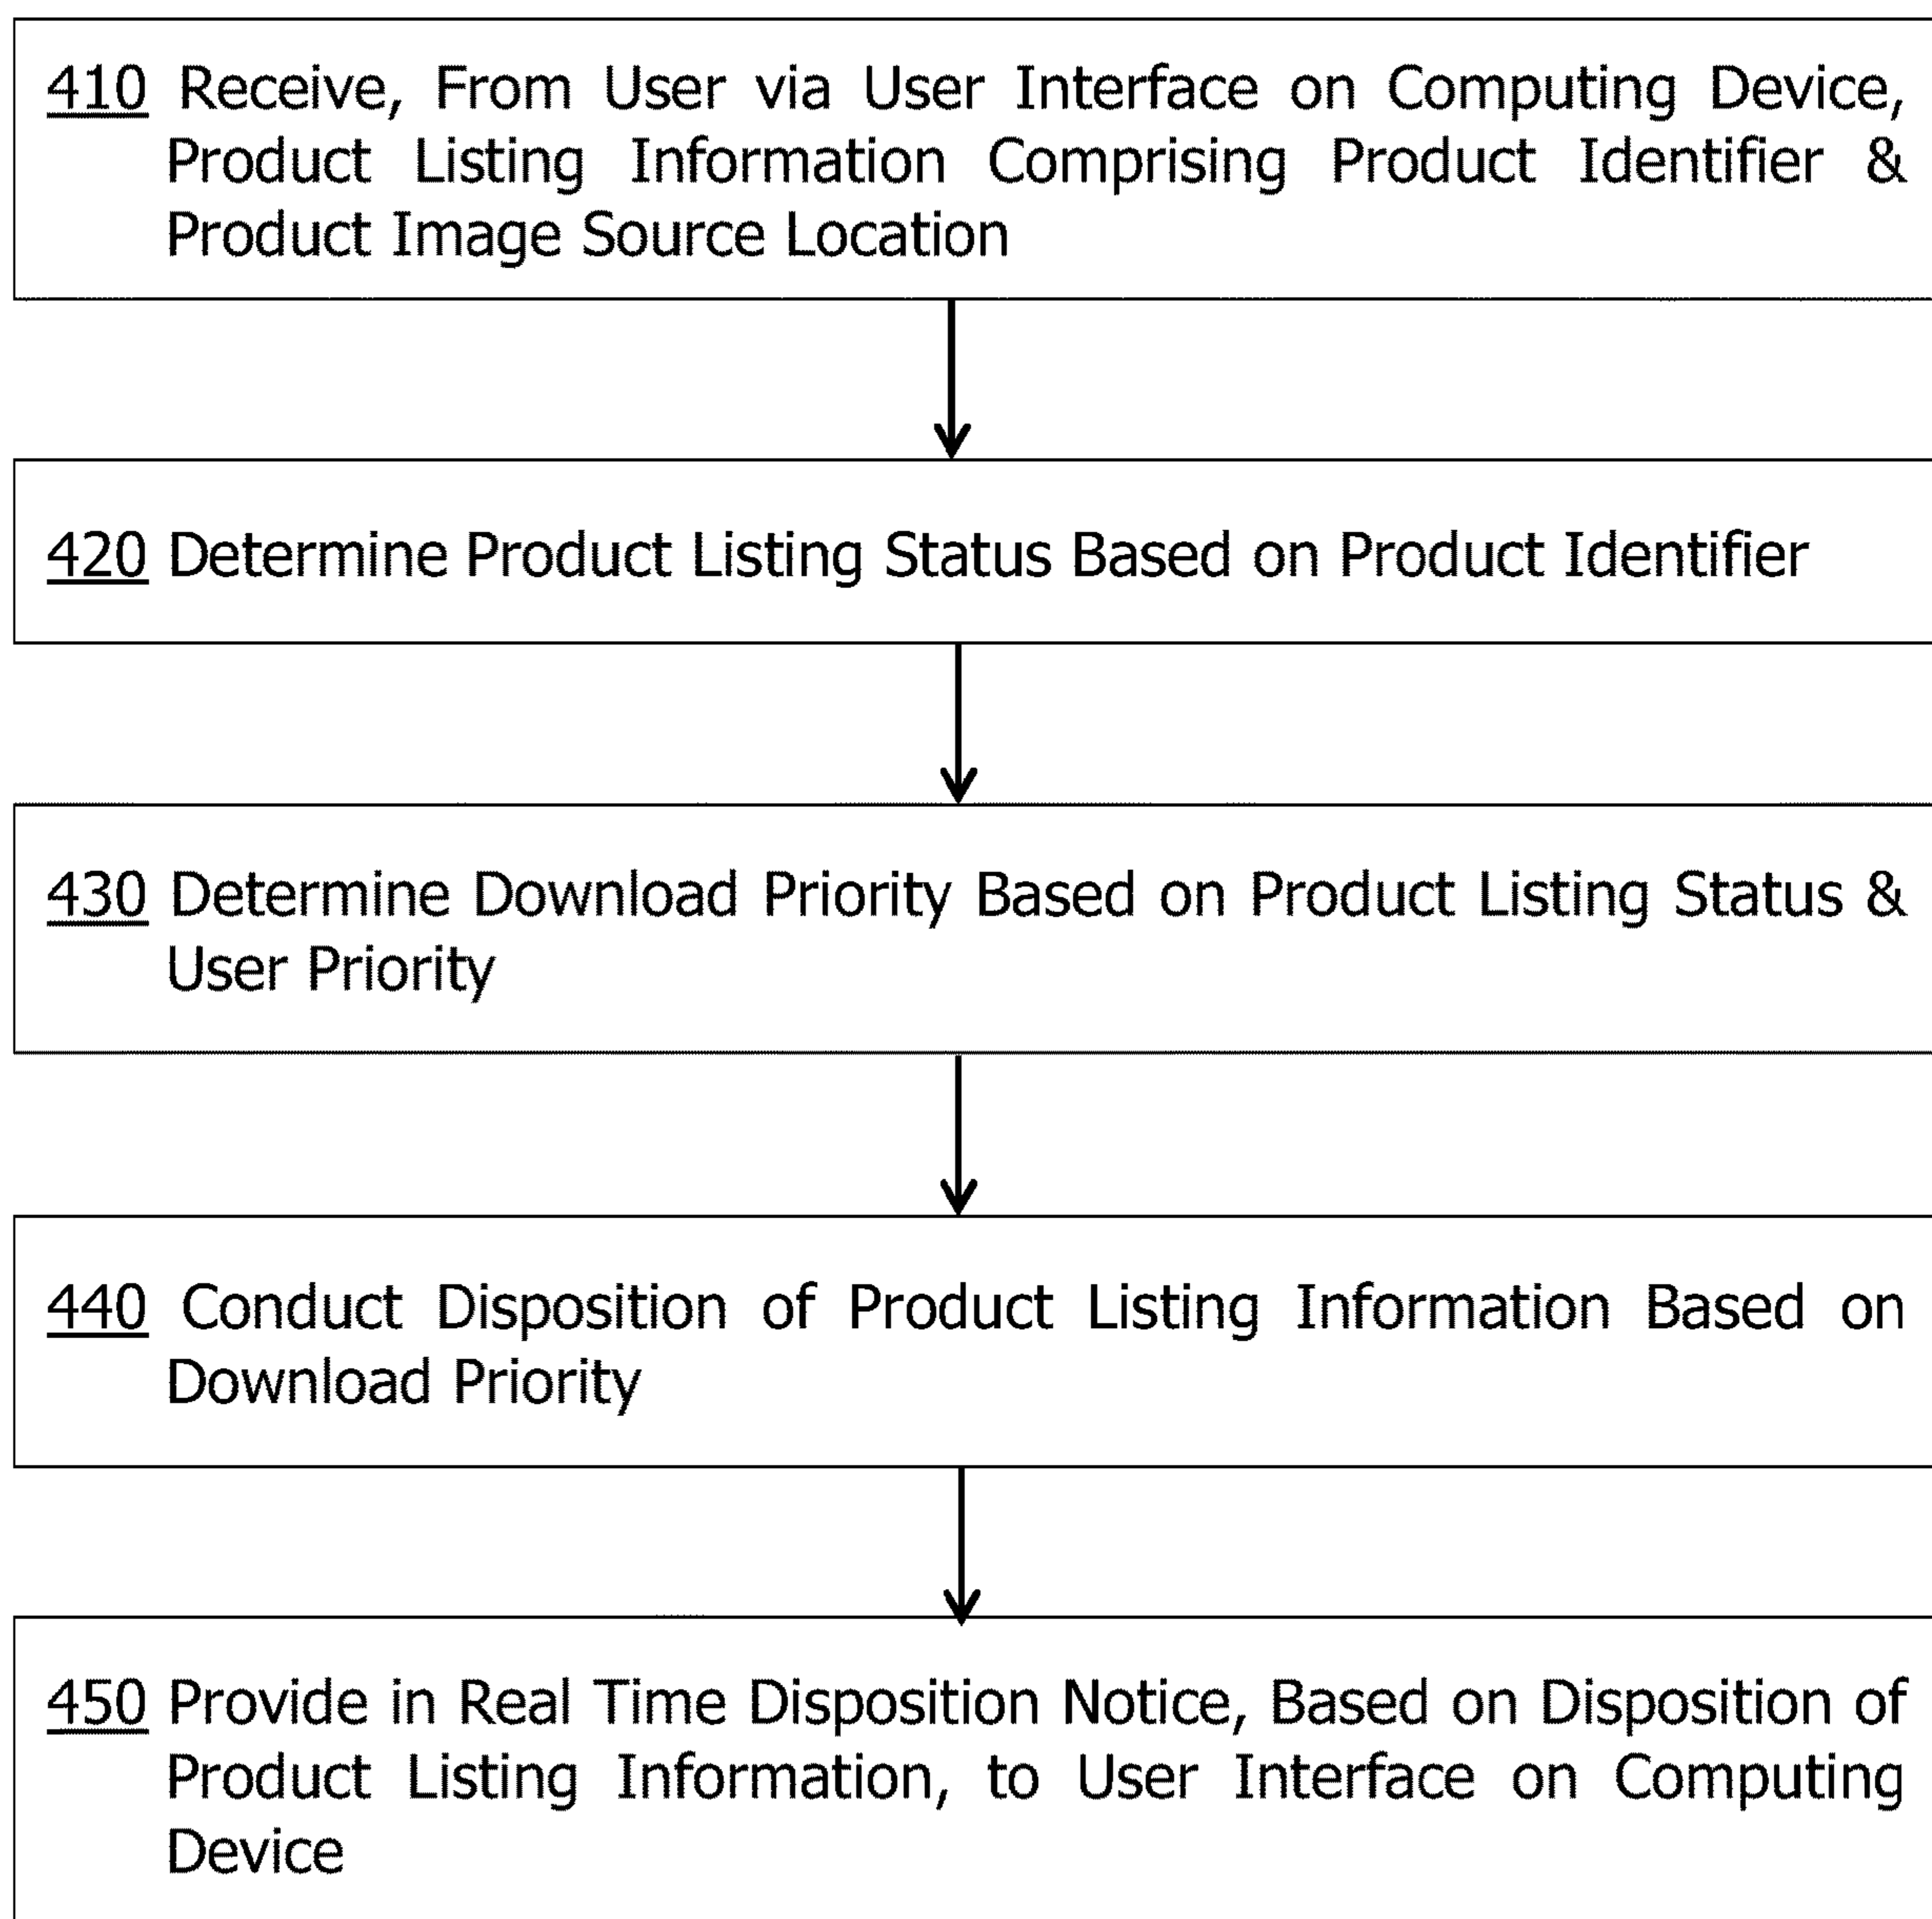 410 Receive, From User via User Interface on Computing Device,
Product Listing Information Comprising Product Identifier &
Product Image Source Location
420 Determine Product Listing Status Based on Product Identifier
430 Determine Download Priority Based on Product Listing Status &
User Priority
440 Conduct Disposition of Product Listing Information Based on
Download Priority
450 Provide in Real Time Disposition Notice, Based on Disposition of
Product Listing Information, to User Interface on Computing
Device